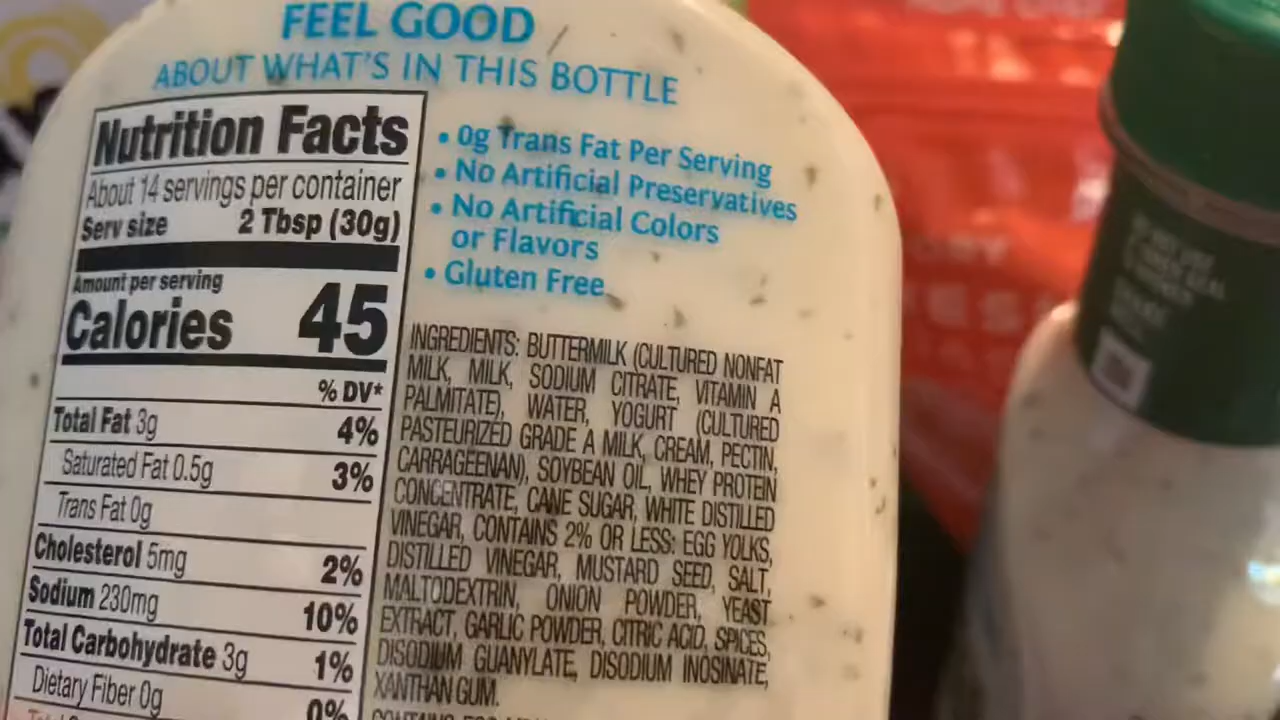 FEEL GOOD
ABOUT WHAT'S IN THIS BOTTLE
Nutrition Facts
About 14 servings per container
Serv size 2 Tbsp (30g)
Amount per serving
Calories 45
% DV*
Total Fat 3g 4%
Saturated Fat 0.5g 3%
Trans Fat 0g
Cholesterol 5mg 2%
Sodium 230mg 10%
Total Carbohydrate 3g 1%
Dietary Fiber 0g 0%
• 0g Trans Fat Per Serving
• No Artificial Preservatives
• No Artificial Colors
or Flavors
• Gluten Free
INGREDIENTS: BUTTERMILK (CULTURED NONFAT
MILK, MILK, SODIUM CITRATE, VITAMIN A
PALMITATE), WATER, YOGURT (CULTURED
PASTEURIZED GRADE A MILK, CREAM, PECTIN,
CARRAGEENAN), SOYBEAN OIL, WHEY PROTEIN
CONCENTRATE, CANE SUGAR, WHITE DISTILLED
VINEGAR, CONTAINS 2% OR LESS: EGG YOLKS,
DISTILLED VINEGAR, MUSTARD SEED, SALT,
MALTODEXTRIN, ONION POWDER, YEAST
EXTRACT, GARLIC POWDER, CITRIC ACID, SPICES,
DISODIUM GUANYLATE, DISODIUM INOSINATE,
XANTHAN GUM.